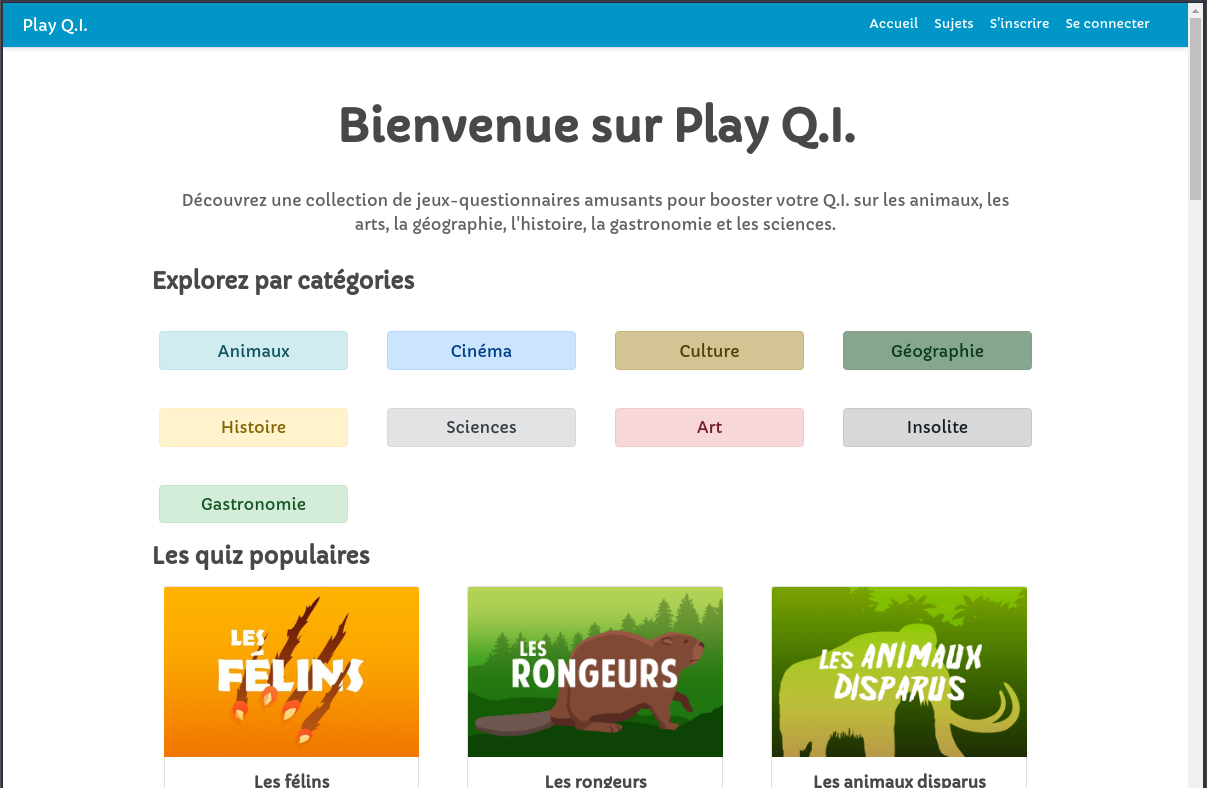 Play Q.I.
Accueil Sujets S'inscrire Se connecter
Bienvenue sur Play Q.I.
Découvrez une collection de jeux-questionnaires amusants pour booster votre Q.I. sur les animaux, les
arts, la géographie, l'histoire, la gastronomie et les sciences.
Explorez par catégories
Animaux Cinéma Culture Géographie
Histoire Sciences Art Insolite
Gastronomie
Les quiz populaires
LES
FÉLINS
LES
RONGEURS
LES ANIMAUX
DISPARUS
Les félins Les rongeurs Les animaux disparus